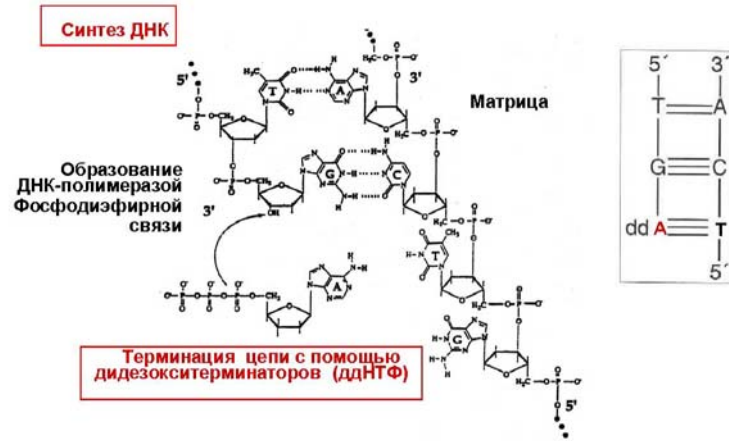 Синтез ДНК
5'
3'
T
A
Матрица
Образование
ДНК-полимеразой
Фосфодиэфирной
связи
3'
G
C
OH
T
A
G
5'
Терминация цепи с помощью
дидезокситерминаторов (ддНТФ)
5´ 3´
T A
G C
dd A T
5´